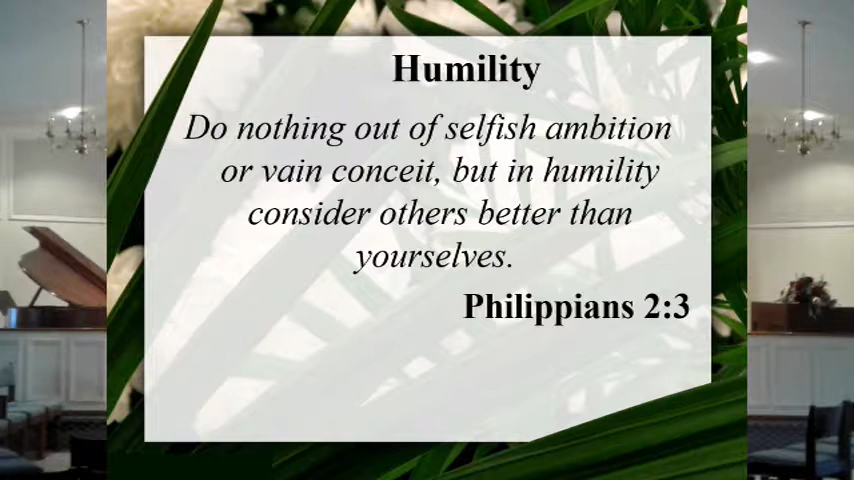 Humility
Do nothing out of selfish ambition
or vain conceit, but in humility
consider others better than
yourselves.
Philippians 2:3